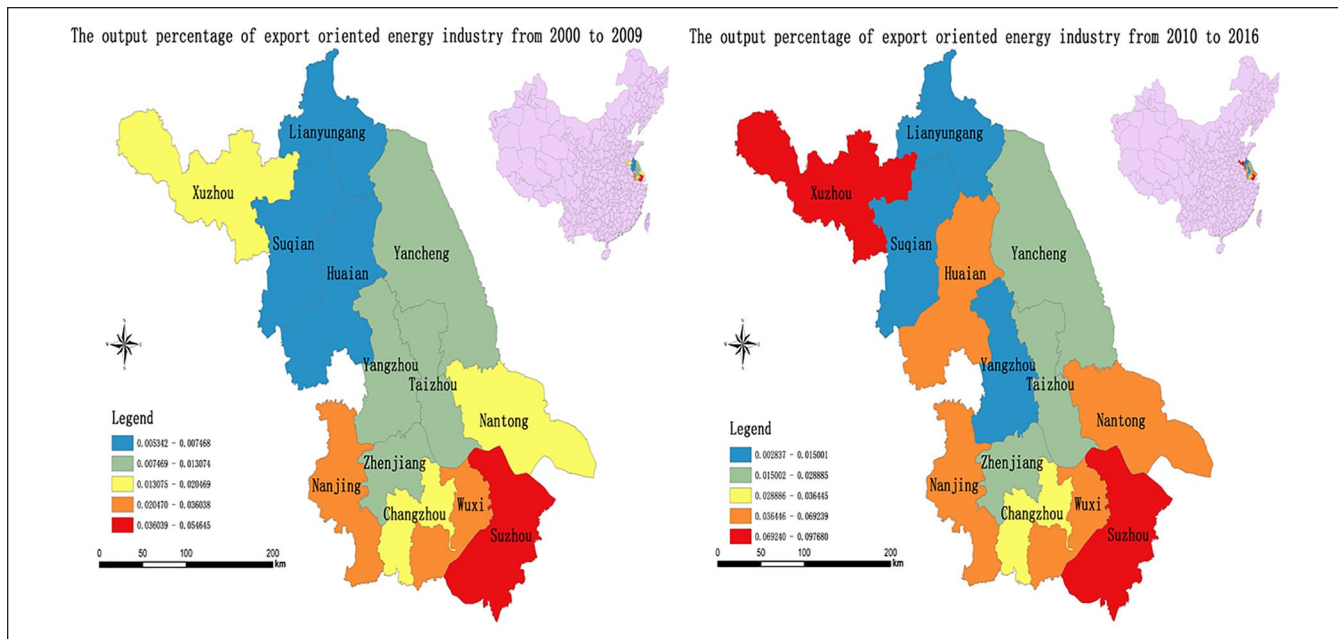 The output percentage of export oriented energy industry from 2000 to 2009
Lianyungang
Xuzhou
Suqian
Huaian
Yancheng
Yangzhou
Taizhou
Nantong
Zhenjiang
Nanjing
Changzhou
Wuxi
Suzhou
N
W
E
S
Legend
0.005342 - 0.007468
0.007469 - 0.013074
0.013075 - 0.020469
0.020470 - 0.036038
0.036039 - 0.054645
0 50 100 200
km
The output percentage of export oriented energy industry from 2010 to 2016
Lianyungang
Xuzhou
Suqian
Huaian
Yancheng
Yangzhou
Taizhou
Nantong
Zhenjiang
Nanjing
Changzhou
Wuxi
Suzhou
N
W
E
S
Legend
0.002837 - 0.015001
0.015002 - 0.028885
0.028886 - 0.036445
0.036446 - 0.069239
0.069240 - 0.097680
0 50 100 200
km